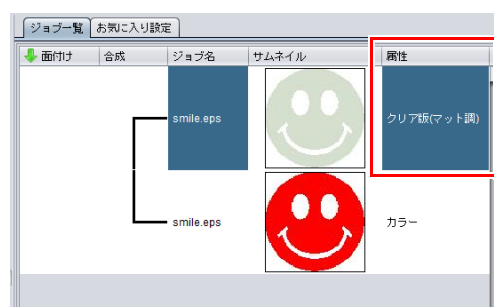 ジョブ一覧 お気に入り設定
面付け 合成 ジョブ名 サムネイル 属性
smile.eps クリア版(マット調)
smile.eps カラー